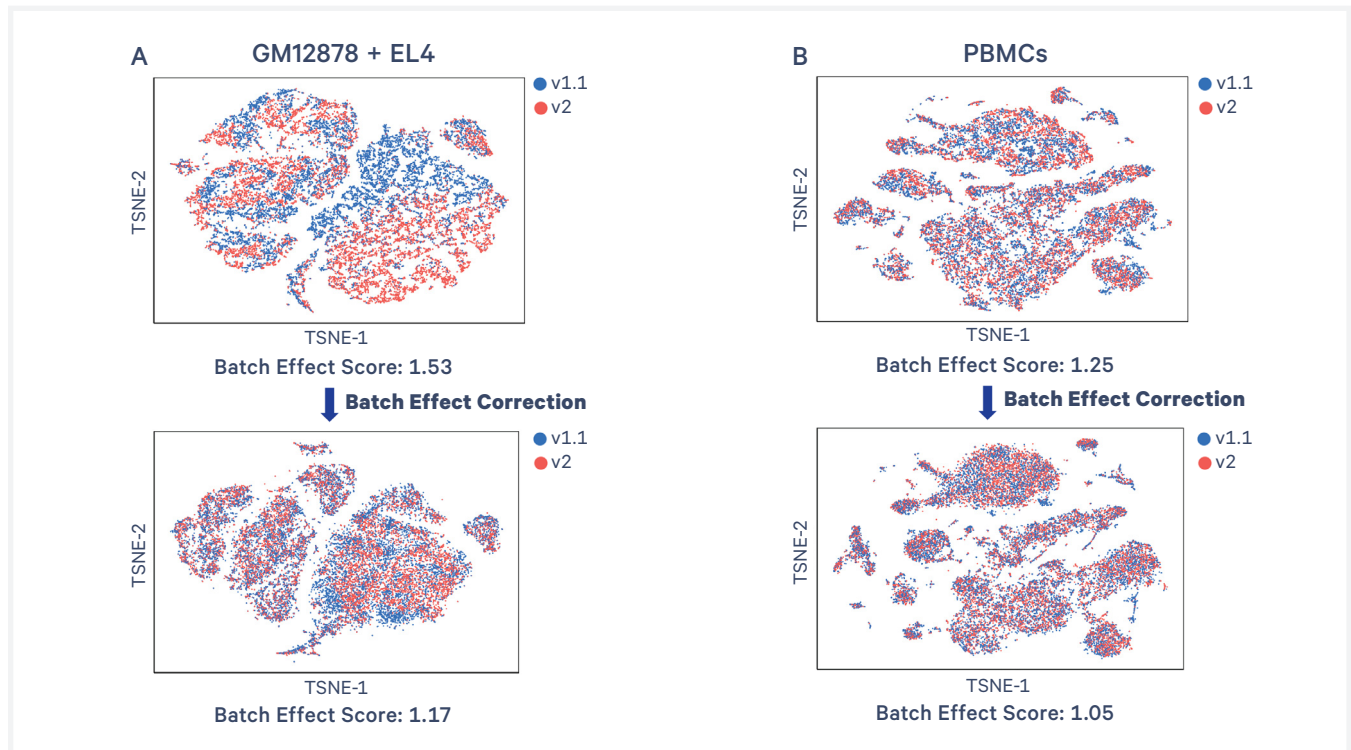 A
GM12878 + EL4
v1.1
v2
TSNE-2
TSNE-1
Batch Effect Score: 1.53
Batch Effect Correction
v1.1
v2
TSNE-2
TSNE-1
Batch Effect Score: 1.17
B
PBMCs
v1.1
v2
TSNE-2
TSNE-1
Batch Effect Score: 1.25
Batch Effect Correction
v1.1
v2
TSNE-2
TSNE-1
Batch Effect Score: 1.05